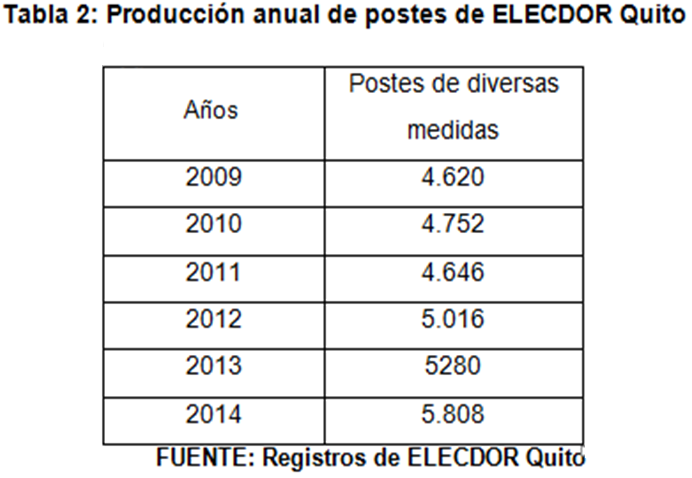 Tabla 2: Producción anual de postes de ELECDOR Quito
Años Postes de diversas
medidas
2009 4.620
2010 4.752
2011 4.646
2012 5.016
2013 5280
2014 5.808
FUENTE: Registros de ELECDOR Quito